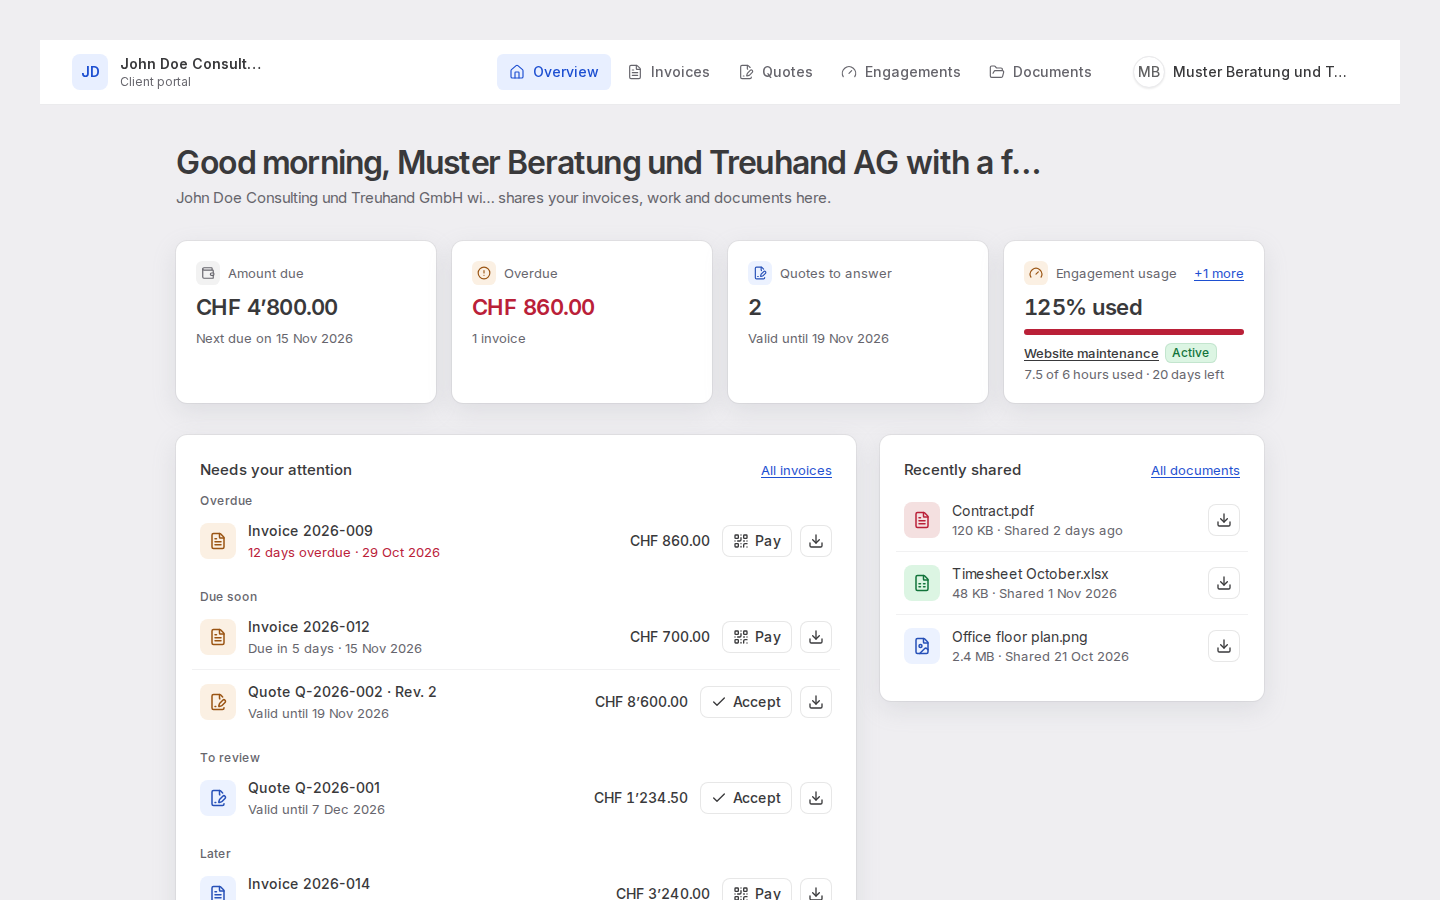 JD
John Doe Consult…
Client portal
Overview
Invoices
Quotes
Engagements
Documents
MB
Muster Beratung und T…
Good morning, Muster Beratung und Treuhand AG with a f…
John Doe Consulting und Treuhand GmbH wi… shares your invoices, work and documents here.
Amount due
CHF 4’800.00
Next due on 15 Nov 2026
Overdue
CHF 860.00
1 invoice
Quotes to answer
2
Valid until 19 Nov 2026
Engagement usage +1 more
125% used
Website maintenance Active
7.5 of 6 hours used · 20 days left
Needs your attention All invoices
Overdue
Invoice 2026-009
12 days overdue · 29 Oct 2026
CHF 860.00 Pay
Due soon
Invoice 2026-012
Due in 5 days · 15 Nov 2026
CHF 700.00 Pay
Quote Q-2026-002 · Rev. 2
Valid until 19 Nov 2026
CHF 8’600.00 Accept
To review
Quote Q-2026-001
Valid until 7 Dec 2026
CHF 1’234.50 Accept
Later
Invoice 2026-014
CHF 3’240.00 Pay
Recently shared All documents
Contract.pdf
120 KB · Shared 2 days ago
Timesheet October.xlsx
48 KB · Shared 1 Nov 2026
Office floor plan.png
2.4 MB · Shared 21 Oct 2026